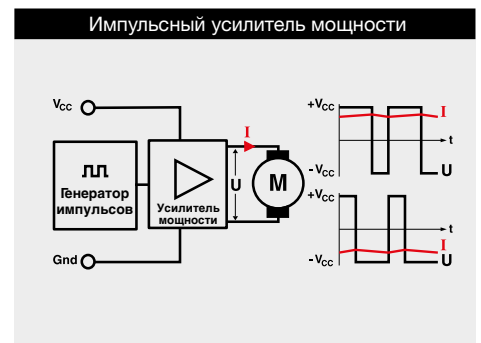 Импульсный усилитель мощности
Vcc
Генератор
импульсов
Gnd
Усилитель
мощности
U
I
M
+Vcc
I
t
-Vcc
U
+Vcc
t
I
-Vcc
U